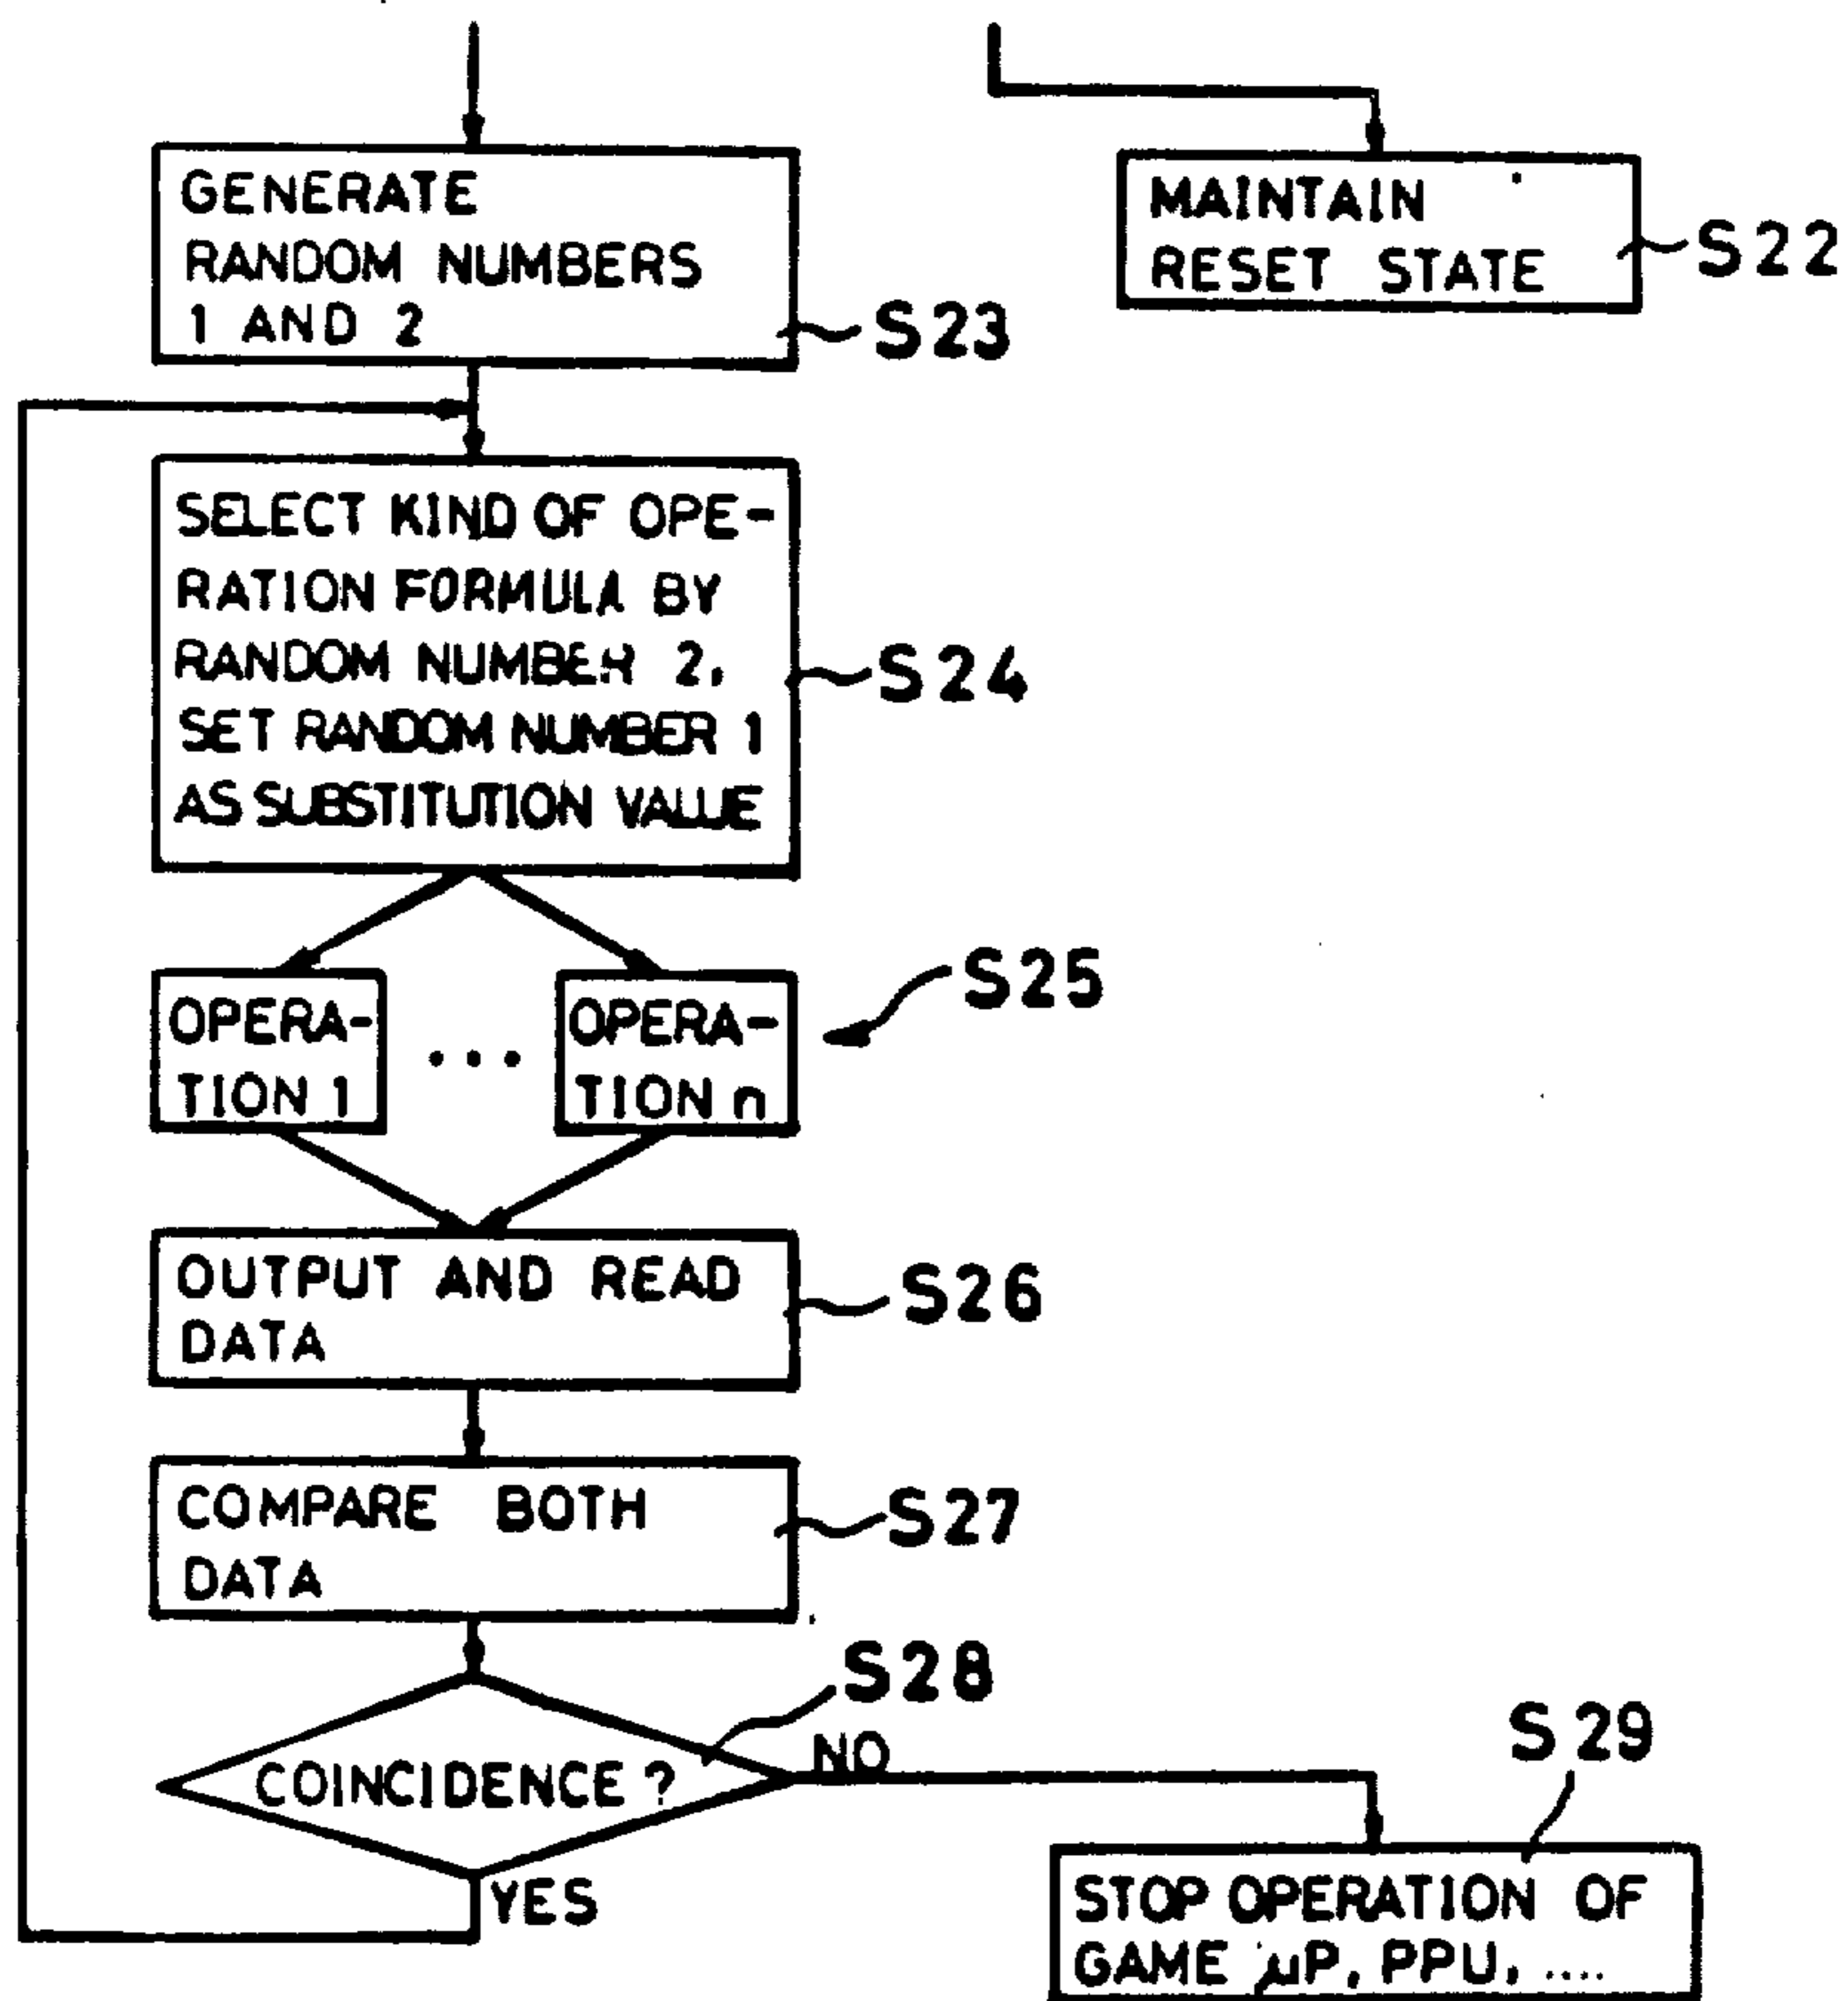 GENERATE
RANDOM NUMBERS
1 AND 2
S23
MAINTAIN
RESET STATE
S22
SELECT KIND OF OPE-
RATION FORMULA BY
RANDOM NUMBER 2,
SET RANDOM NUMBER 1
AS SUBSTITUTION VALUE
S24
OPERA-
TION 1
...
OPERA-
TION n
S25
OUTPUT AND READ
DATA
S26
COMPARE BOTH
DATA
S27
COINCIDENCE ?
S28
NO
YES
S29
STOP OPERATION OF
GAME μP, PPU, ....